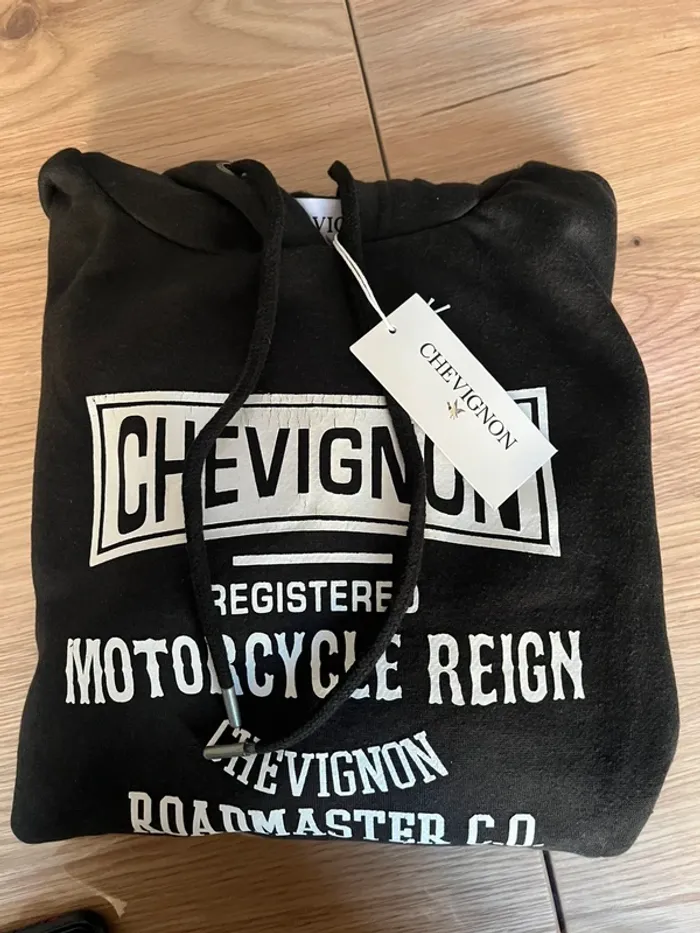 CHEVIGNON
CHEVIGNON
REGISTERED
MOTORCYCLE REIGN
CHEVIGNON
ROADMASTER C.O.